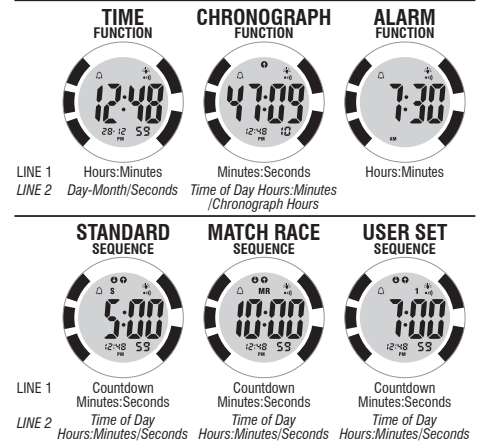 TIME CHRONOGRAPH ALARM
FUNCTION FUNCTION FUNCTION
12:48 47:09 7:30
28-12 59 12:48 10 AM
PM PM
LINE 1 Hours:Minutes Minutes:Seconds Hours:Minutes
LINE 2 Day-Month/Seconds Time of Day Hours:Minutes
/Chronograph Hours
STANDARD MATCH RACE USER SET
SEQUENCE SEQUENCE SEQUENCE
S MR 1
5:00 10:00 7:00
12:48 59 12:48 59 12:48 59
PM PM PM
LINE 1 Countdown Countdown Countdown
Minutes:Seconds Minutes:Seconds Minutes:Seconds
LINE 2 Time of Day Time of Day Time of Day
Hours:Minutes/Seconds Hours:Minutes/Seconds Hours:Minutes/Seconds